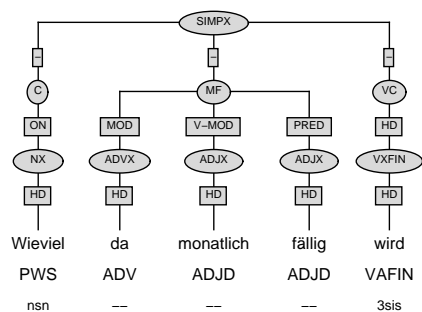 SIMPX
– – –
C MF VC
ON MOD V–MOD PRED HD
NX ADVX ADJX ADJX VXFIN
HD HD HD HD HD
Wieviel da monatlich fällig wird
PWS ADV ADJD ADJD VAFIN
nsn –– –– –– 3sis